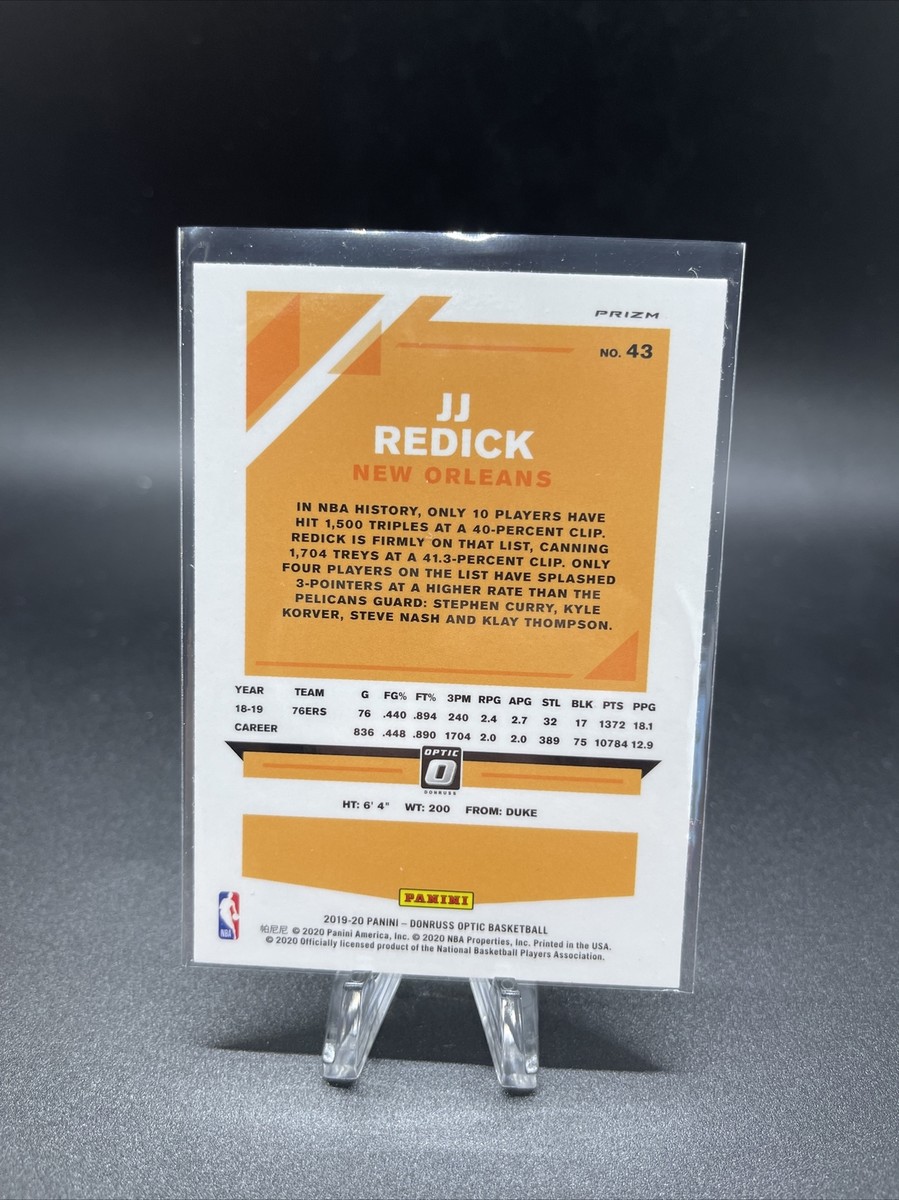 PRIZM
NO. 43
JJ
REDICK
NEW ORLEANS
IN NBA HISTORY, ONLY 10 PLAYERS HAVE
HIT 1,500 TRIPLES AT A 40-PERCENT CLIP.
REDICK IS FIRMLY ON THAT LIST, CANNING
1,704 TREYS AT A 41.3-PERCENT CLIP. ONLY
FOUR PLAYERS ON THE LIST HAVE SPLASHED
3-POINTERS AT A HIGHER RATE THAN THE
PELICANS GUARD: STEPHEN CURRY, KYLE
KORVER, STEVE NASH AND KLAY THOMPSON.
YEAR TEAM G FG% FT% 3PM RPG APG STL BLK PTS PPG
18-19 76ERS 76 .440 .894 240 2.4 2.7 32 17 1372 18.1
CAREER 836 .448 .890 1704 2.0 2.0 389 75 10784 12.9
OPTIC
O
DONRUSS
HT: 6' 4" WT: 200 FROM: DUKE
PANINI
NBA
2019-20 PANINI – DONRUSS OPTIC BASKETBALL
帕尼尼 © 2020 Panini America, Inc. © 2020 NBA Properties, Inc. Printed in the USA.
© 2020 Officially licensed product of the National Basketball Players Association.